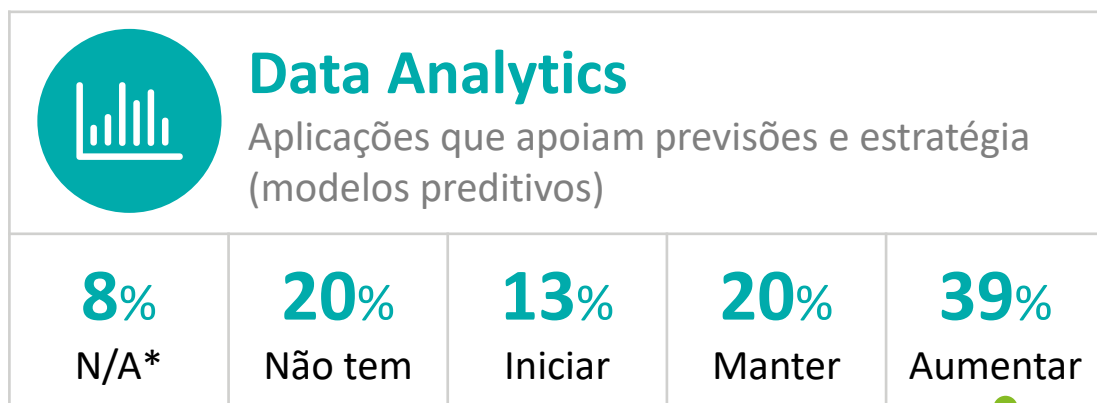 Data Analytics
Aplicações que apoiam previsões e estratégia
(modelos preditivos)
8% 20% 13% 20% 39%
N/A* Não tem Iniciar Manter Aumentar